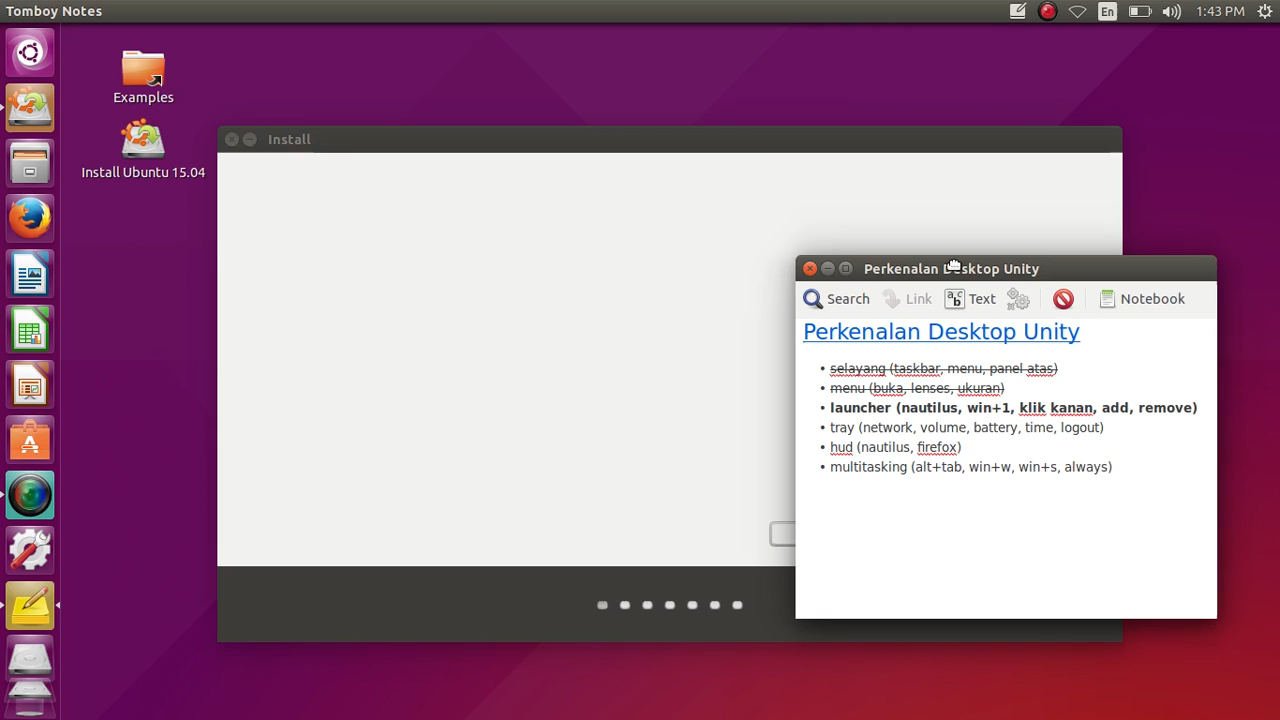 Tomboy Notes
En
1:43 PM
Examples
Install Ubuntu 15.04
Install
Perkenalan Desktop Unity
Search
Link
Text
Notebook
Perkenalan Desktop Unity
• selayang (taskbar, menu, panel atas)
• menu (buka, lenses, ukuran)
• launcher (nautilus, win+1, klik kanan, add, remove)
• tray (network, volume, battery, time, logout)
• hud (nautilus, firefox)
• multitasking (alt+tab, win+w, win+s, always)